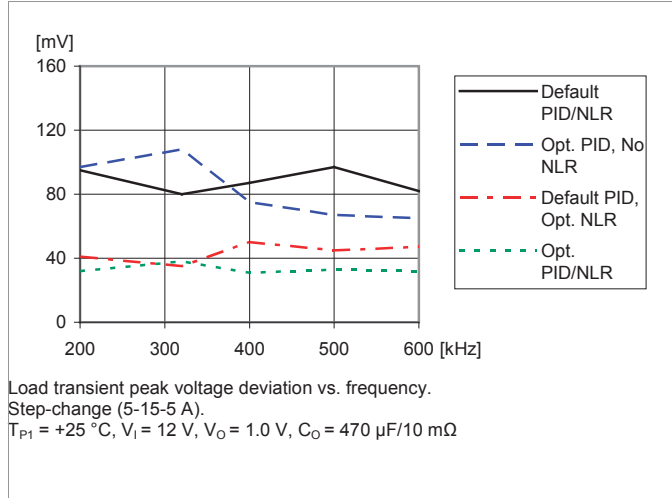 [mV]
160
120
80
40
0
200 300 400 500 600 [kHz]
Default
PID/NLR
Opt. PID, No
NLR
Default PID,
Opt. NLR
Opt.
PID/NLR
Load transient peak voltage deviation vs. frequency.
Step-change (5-15-5 A).
TP1 = +25 °C, VI = 12 V, VO = 1.0 V, CO = 470 µF/10 mΩ